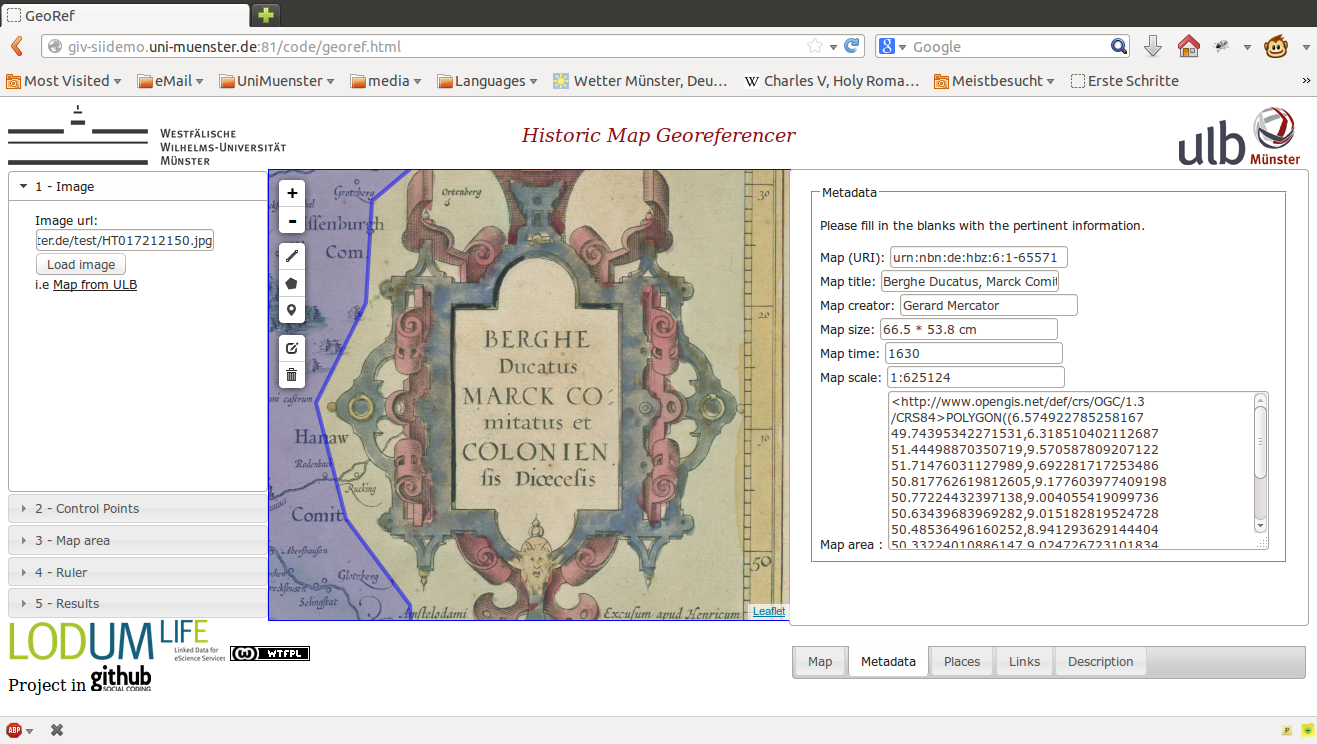 GeoRef
giv-siidemo.uni-muenster.de:81/code/georef.html
Google
Most Visited
eMail
UniMuenster
media
Languages
Wetter Münster, Deu...
Charles V, Holy Roma...
Meistbesucht
Erste Schritte
»
WESTFÄLISCHE
WILHELMS-UNIVERSITÄT
MÜNSTER
Historic Map Georeferencer
ulb
Münster
1 - Image
Image url:
ter.de/test/HT017212150.jpg
Load image
i.e Map from ULB
2 - Control Points
3 - Map area
4 - Ruler
5 - Results
+
-
Grotzberg
Ortenberg
ssenburgh
Com.
ni castrum
Hanaw
Rodenbach
Rucking
Comit.
Albershausen
Glotzberg
Selingstat
BERGHE
Ducatus
MARCK CO:
mitatus et
COLONIEN
sis Diœcesis
Amstelodami
Excusum apud Henricum
30
20
10
50
Leaflet
Metadata
Please fill in the blanks with the pertinent information.
Map (URI): urn:nbn:de:hbz:6:1-65571
Map title: Berghe Ducatus, Marck Comit
Map creator: Gerard Mercator
Map size: 66.5 * 53.8 cm
Map time: 1630
Map scale: 1:625124
<http://www.opengis.net/def/crs/OGC/1.3
/CRS84>POLYGON((6.574922785258167
49.74395342271531,6.318510402112687
51.44498870350719,9.570587809207122
51.71476031127989,9.692281717253486
50.817762619812605,9.177603977409198
50.77224432397138,9.004055419099736
50.63439683969282,9.015182819524728
50.48536496160252,8.941293629144404
50.33224010886147,9.024726723101834
Map area :
Map
Metadata
Places
Links
Description
LODUM
LIFE
Linked Data for
eScience Services
WTFPL
Project in github
SOCIAL CODING
ABP
P